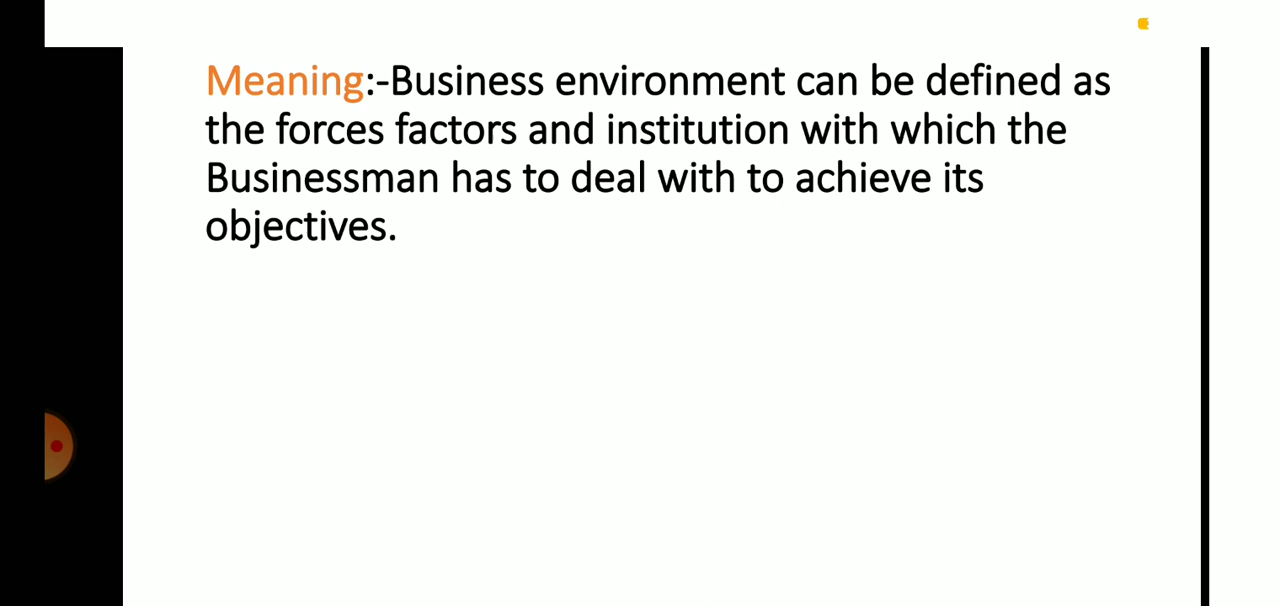 Meaning:-Business environment can be defined as
the forces factors and institution with which the
Businessman has to deal with to achieve its
objectives.